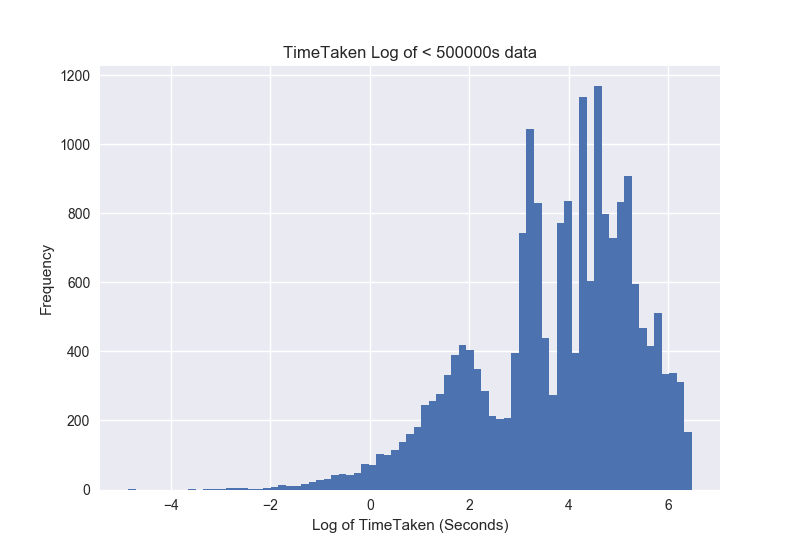 TimeTaken Log of < 500000s data
1200
1000
800
600
400
200
0
Frequency
−4 −2 0 2 4 6
Log of TimeTaken (Seconds)